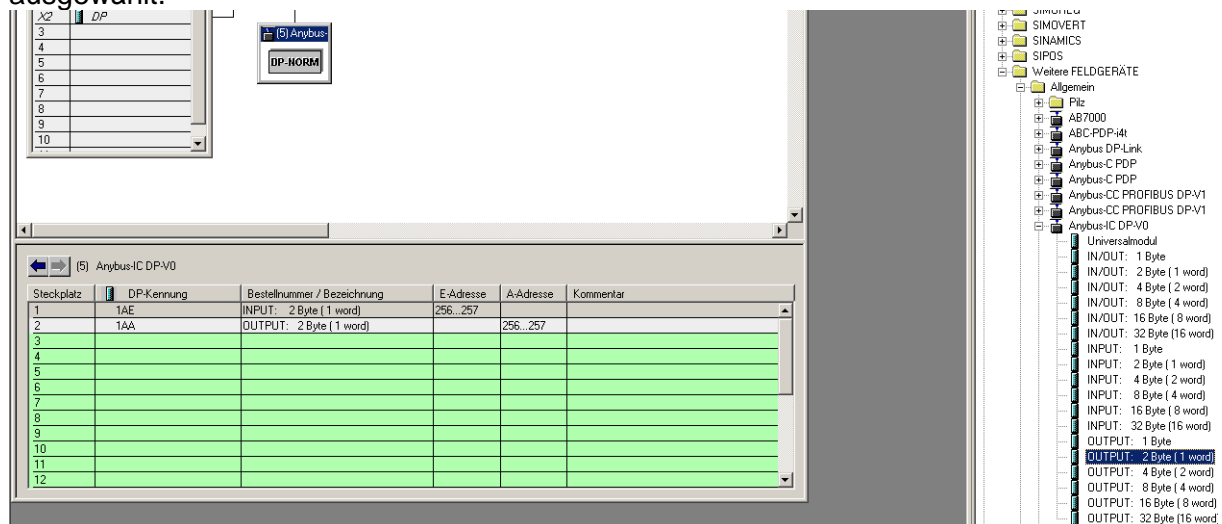 ausgewählt.
X2 DP
3
4
5
6
7
8
9
10
(5) Anybus-
DP-NORM
(5) Anybus-IC DP-V0
Steckplatz DP-Kennung Bestellnummer / Bezeichnung E-Adresse A-Adresse Kommentar
1 1AE INPUT: 2 Byte ( 1 word) 256...257
2 1AA OUTPUT: 2 Byte ( 1 word) 256...257
3
4
5
6
7
8
9
10
11
12
SIMOREG
SIMOVERT
SINAMICS
SIPOS
Weitere FELDGERÄTE
Allgemein
Pilz
AB7000
ABC-PDP-i4t
Anybus DP-Link
Anybus-C PDP
Anybus-C PDP
Anybus-CC PROFIBUS DP-V1
Anybus-CC PROFIBUS DP-V1
Anybus-IC DP-V0
Universalmodul
IN/OUT: 1 Byte
IN/OUT: 2 Byte ( 1 word)
IN/OUT: 4 Byte ( 2 word)
IN/OUT: 8 Byte ( 4 word)
IN/OUT: 16 Byte ( 8 word)
IN/OUT: 32 Byte (16 word)
INPUT: 1 Byte
INPUT: 2 Byte ( 1 word)
INPUT: 4 Byte ( 2 word)
INPUT: 8 Byte ( 4 word)
INPUT: 16 Byte ( 8 word)
INPUT: 32 Byte (16 word)
OUTPUT: 1 Byte
OUTPUT: 2 Byte ( 1 word)
OUTPUT: 4 Byte ( 2 word)
OUTPUT: 8 Byte ( 4 word)
OUTPUT: 16 Byte ( 8 word)
OUTPUT: 32 Byte (16 word)